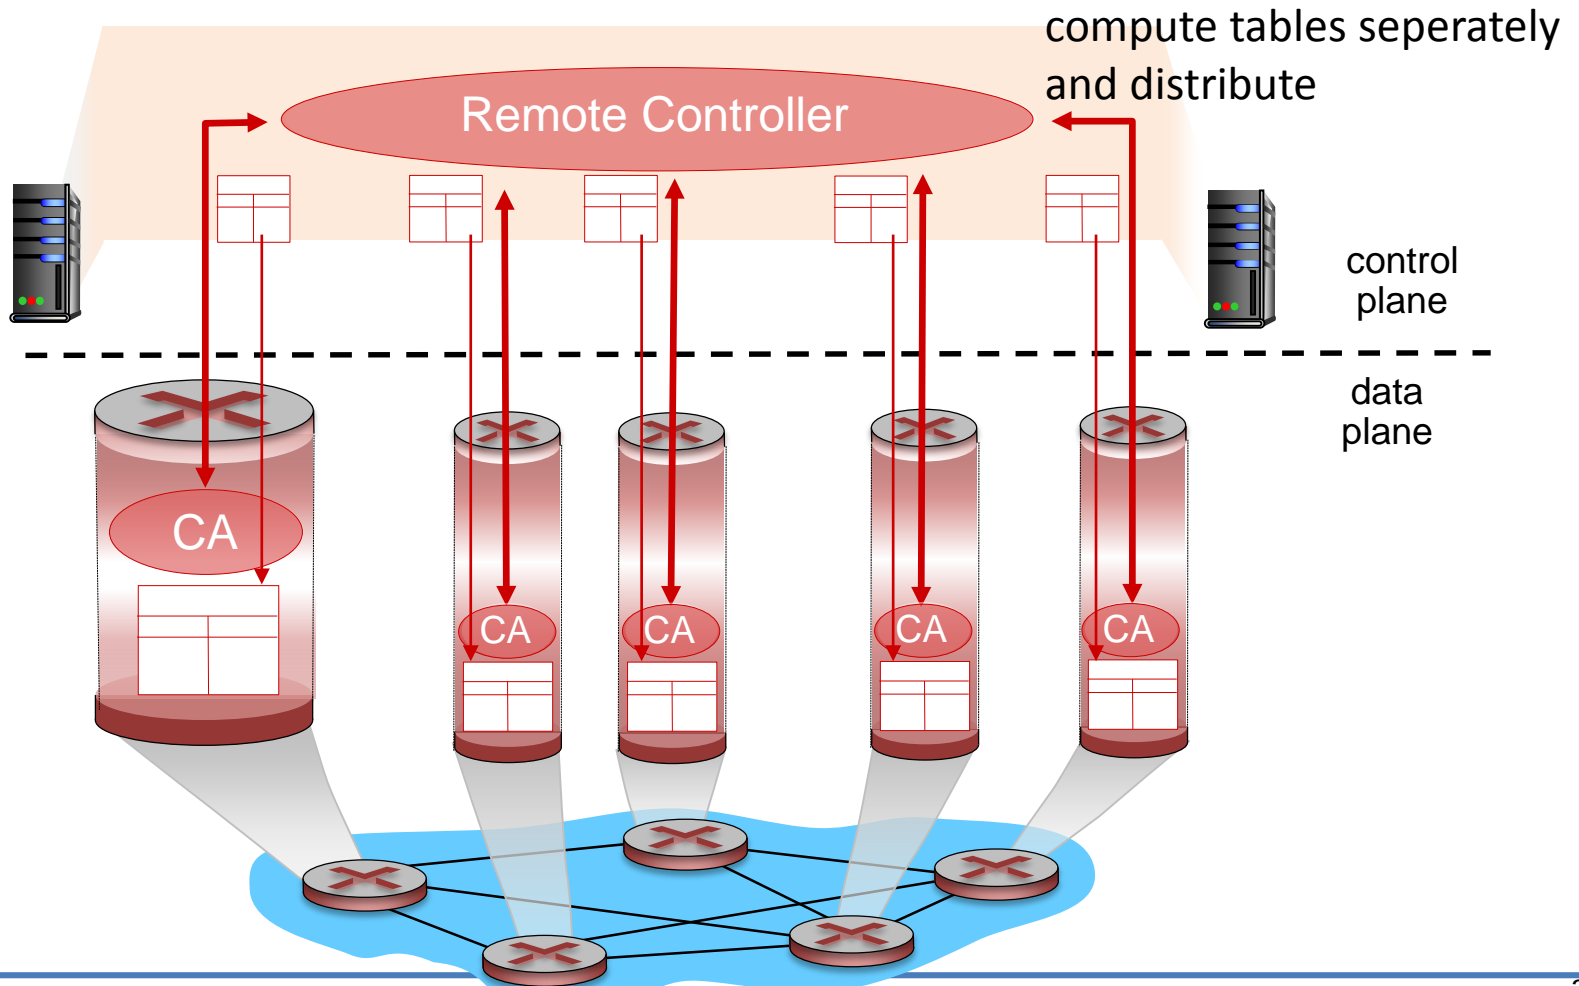 compute tables seperately
and distribute
Remote Controller
control
plane
data
plane
CA
CA
CA
CA
CA